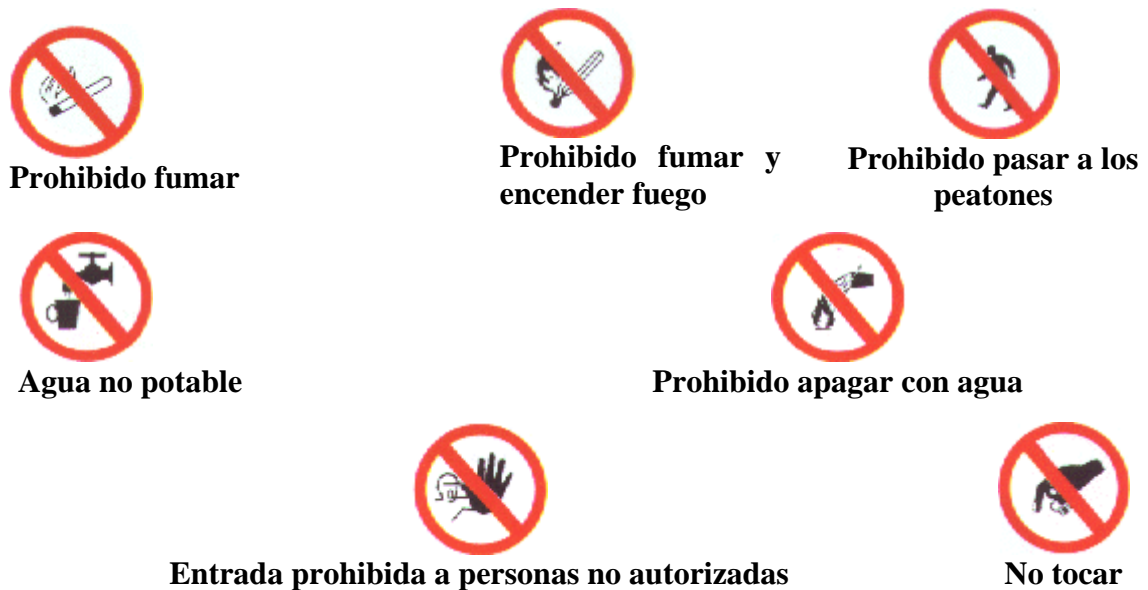 Prohibido fumar
Prohibido fumar y
encender fuego
Prohibido pasar a los
peatones
Agua no potable
Prohibido apagar con agua
Entrada prohibida a personas no autorizadas
No tocar